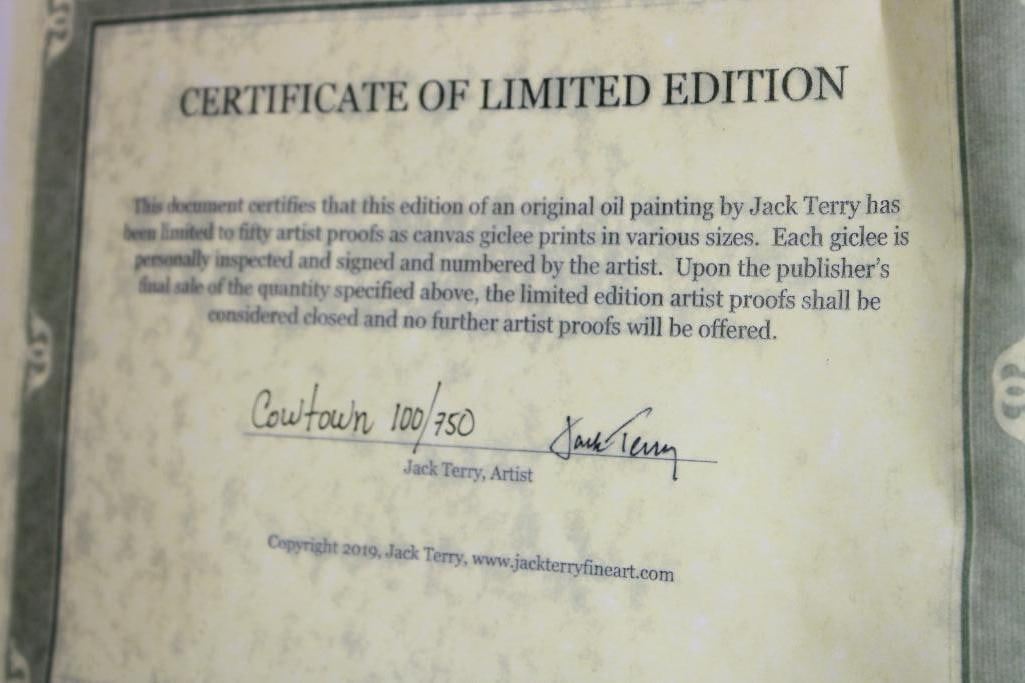 CERTIFICATE OF LIMITED EDITION
This document certifies that this edition of an original oil painting by Jack Terry has
been limited to fifty artist proofs as canvas giclee prints in various sizes. Each giclee is
personally inspected and signed and numbered by the artist. Upon the publisher's
final sale of the quantity specified above, the limited edition artist proofs shall be
considered closed and no further artist proofs will be offered.
Cowtown 100/750 Jack Terry
Jack Terry, Artist
Copyright 2019, Jack Terry, www.jackterryfineart.com